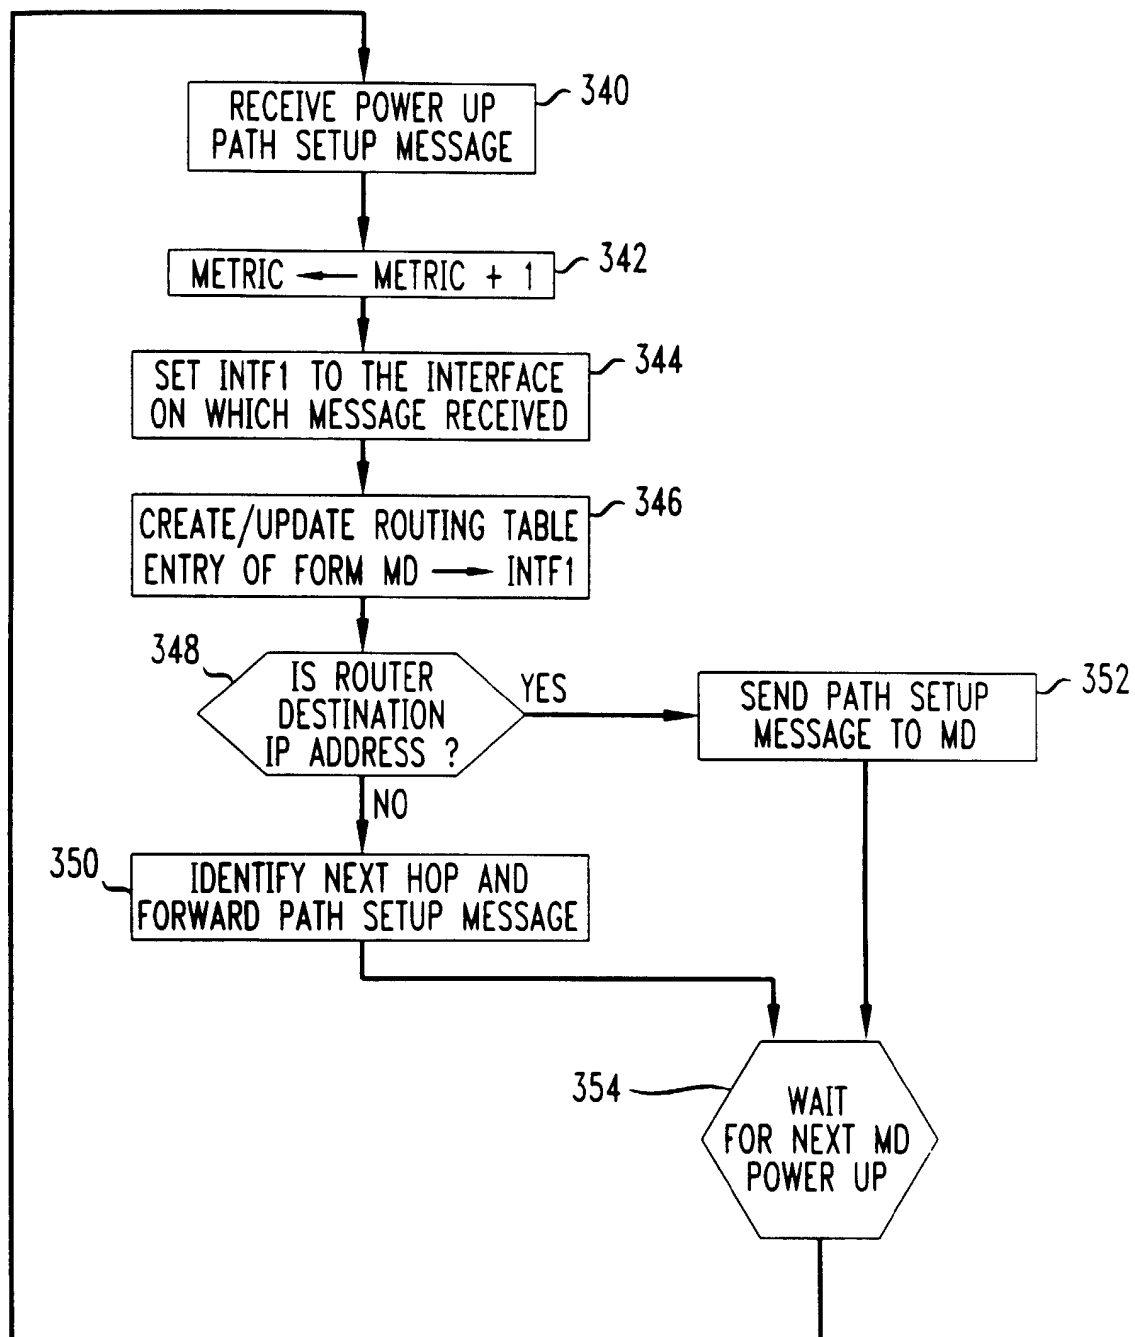 RECEIVE POWER UP
PATH SETUP MESSAGE
340
METRIC ← METRIC + 1
342
SET INTF1 TO THE INTERFACE
ON WHICH MESSAGE RECEIVED
344
CREATE/UPDATE ROUTING TABLE
ENTRY OF FORM MD → INTF1
346
348
IS ROUTER
DESTINATION
IP ADDRESS ?
YES
SEND PATH SETUP
MESSAGE TO MD
352
NO
350
IDENTIFY NEXT HOP AND
FORWARD PATH SETUP MESSAGE
354
WAIT
FOR NEXT MD
POWER UP